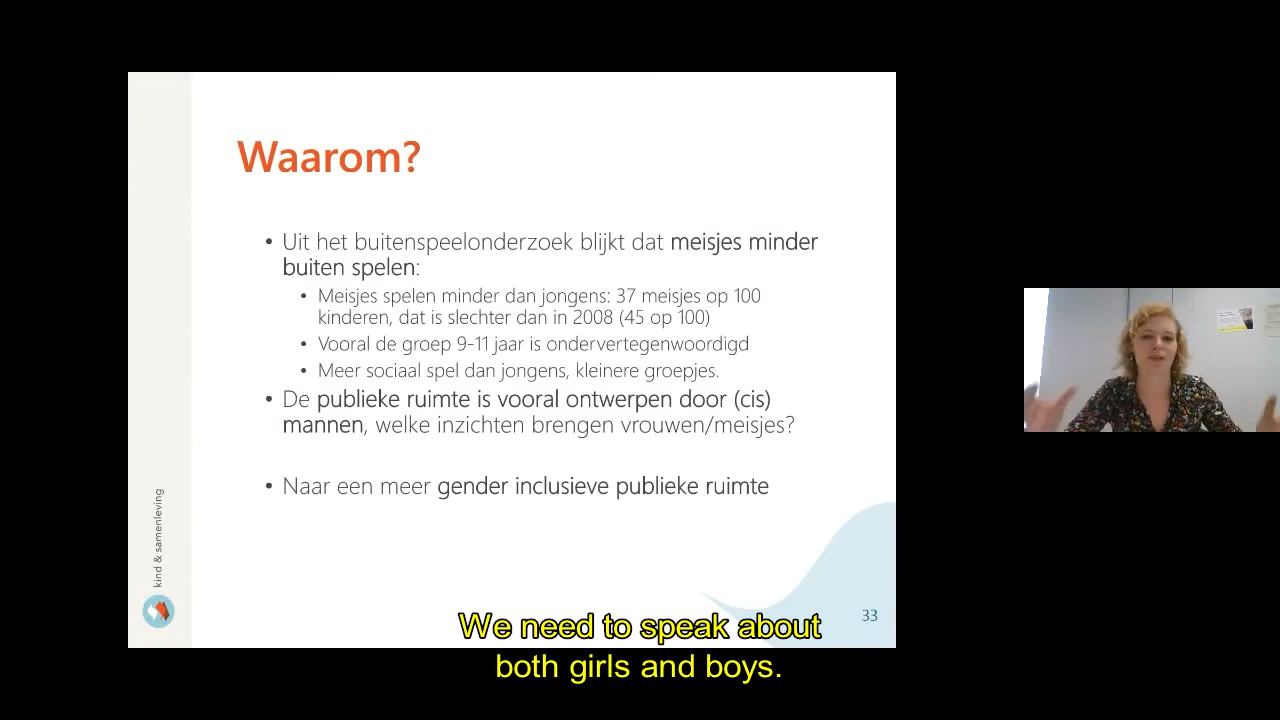 Waarom?
• Uit het buitenspeelonderzoek blijkt dat meisjes minder
buiten spelen:
• Meisjes spelen minder dan jongens: 37 meisjes op 100
kinderen, dat is slechter dan in 2008 (45 op 100)
• Vooral de groep 9-11 jaar is ondervertegenwoordigd
• Meer sociaal spel dan jongens, kleinere groepjes.
• De publieke ruimte is vooral ontwerpen door (cis)
mannen, welke inzichten brengen vrouwen/meisjes?
• Naar een meer gender inclusieve publieke ruimte
kind & samenleving
33
We need to speak about
both girls and boys.